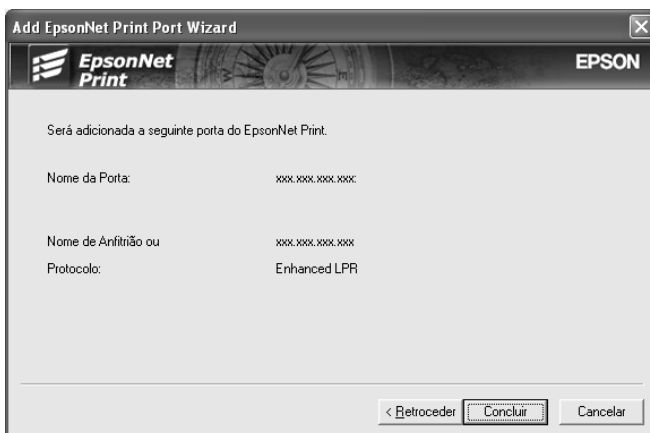 Add EpsonNet Print Port Wizard
EpsonNet
Print
EPSON
Será adicionada a seguinte porta do EpsonNet Print.
Nome da Porta: xxx.xxx.xxx.xxx:
Nome de Anfitrião ou xxx.xxx.xxx.xxx
Protocolo: Enhanced LPR
< Retroceder Concluir Cancelar